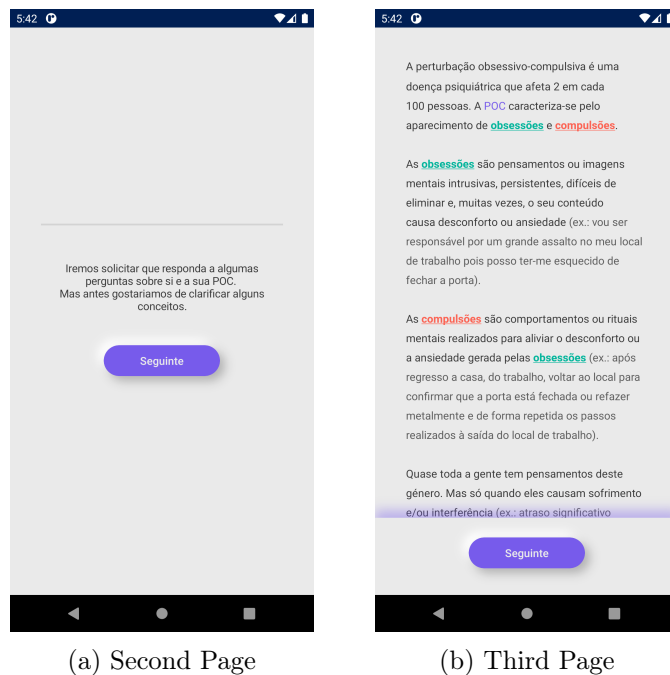 5:42
Iremos solicitar que responda a algumas
perguntas sobre si e a sua POC.
Mas antes gostariamos de clarificar alguns
conceitos.
Seguinte
(a) Second Page
5:42
A perturbação obsessivo-compulsiva é uma
doença psiquiátrica que afeta 2 em cada
100 pessoas. A POC caracteriza-se pelo
aparecimento de obsessões e compulsões.
As obsessões são pensamentos ou imagens
mentais intrusivas, persistentes, difíceis de
eliminar e, muitas vezes, o seu conteúdo
causa desconforto ou ansiedade (ex.: vou ser
responsável por um grande assalto no meu local
de trabalho pois posso ter-me esquecido de
fechar a porta).
As compulsões são comportamentos ou rituais
mentais realizados para aliviar o desconforto ou
a ansiedade gerada pelas obsessões (ex.: após
regresso a casa, do trabalho, voltar ao local para
confirmar que a porta está fechada ou refazer
metalmente e de forma repetida os passos
realizados à saída do local de trabalho).
Quase toda a gente tem pensamentos deste
género. Mas só quando eles causam sofrimento
e/ou interferência (ex.: atraso significativo
Seguinte
(b) Third Page